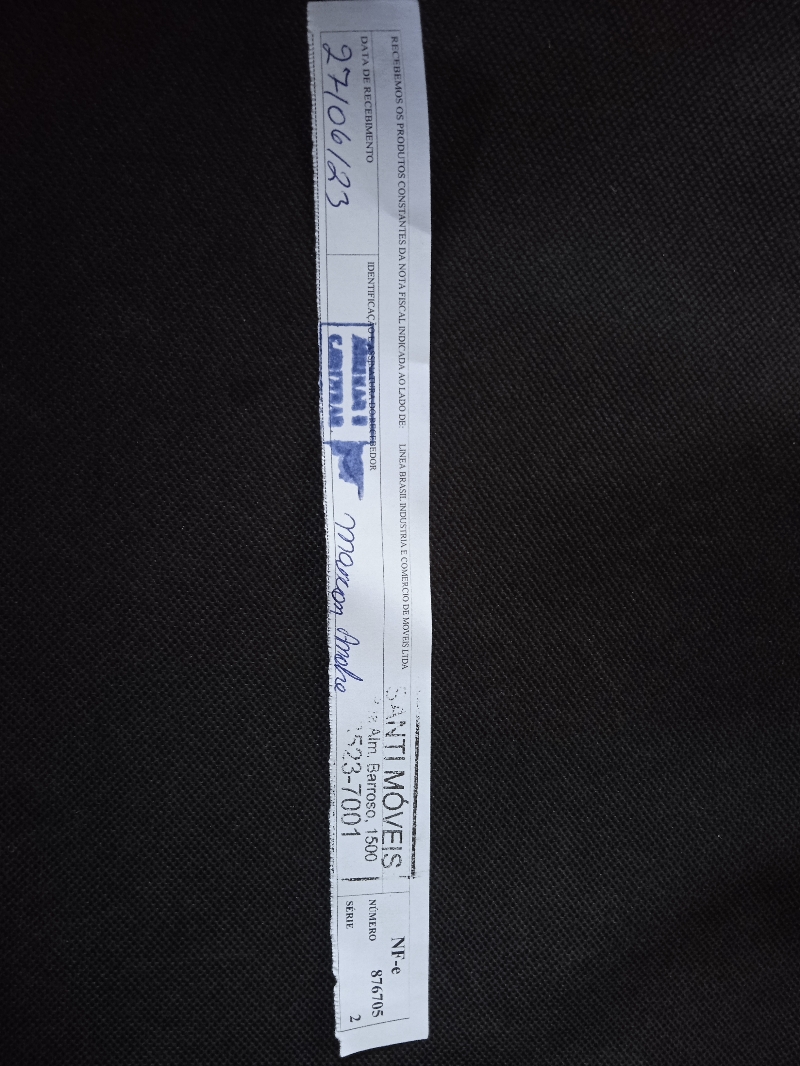 RECEBEMOS OS PRODUTOS CONSTANTES DA NOTA FISCAL INDICADA AO LADO DE: LINEA BRASIL INDUSTRIA E COMERCIO DE MOVEIS LTDA
DATA DE RECEBIMENTO
27/06/23
IDENTIFICAÇÃO E ASSINATURA DO RECEBEDOR
SANTI MÓVEIS
Alm. Barroso, 1500
523-7001
NF-e
NÚMERO 876705
SÉRIE 2